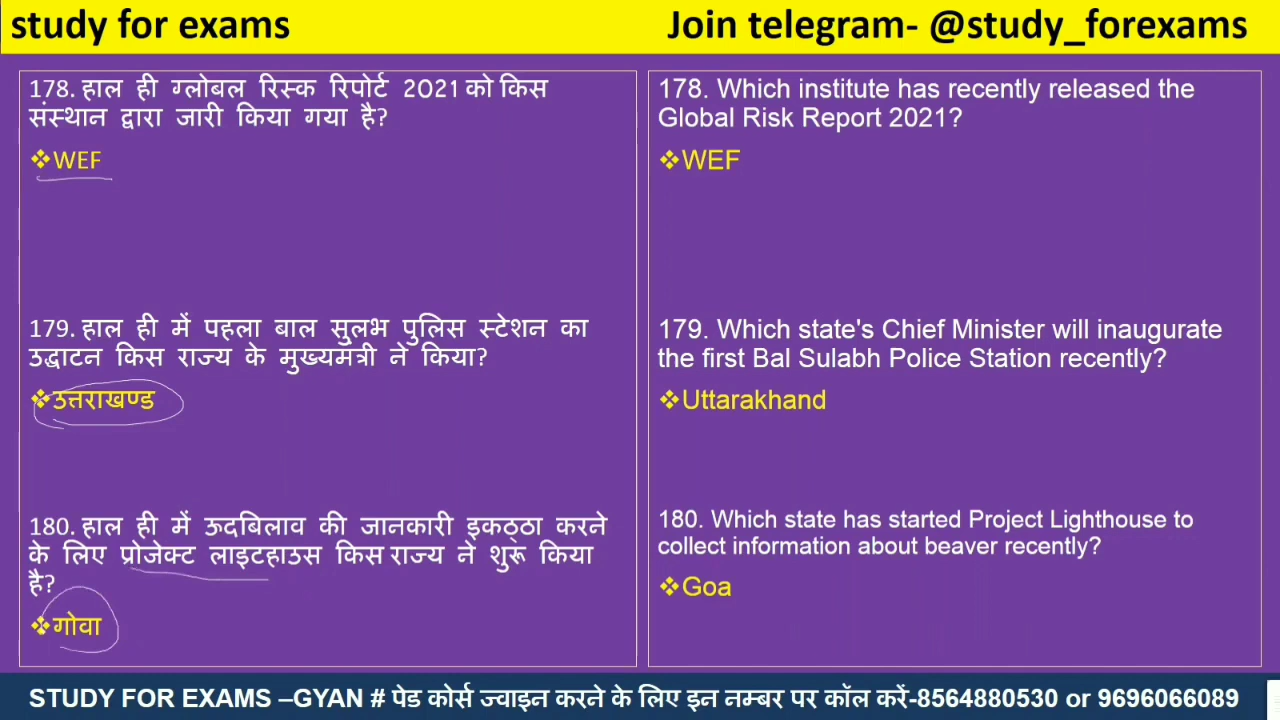 study for exams
Join telegram- @study_forexams
178. हाल ही ग्लोबल रिस्क रिपोर्ट 2021 को किस
संस्थान द्वारा जारी किया गया है?
❖WEF
179. हाल ही में पहला बाल सुलभ पुलिस स्टेशन का
उद्घाटन किस राज्य के मुख्यमंत्री ने किया?
❖उत्तराखण्ड
180. हाल ही में ऊदबिलाव की जानकारी इकठ्ठा करने
के लिए प्रोजेक्ट लाइटहाउस किस राज्य ने शुरू किया
है?
❖गोवा
178. Which institute has recently released the
Global Risk Report 2021?
❖WEF
179. Which state's Chief Minister will inaugurate
the first Bal Sulabh Police Station recently?
❖Uttarakhand
180. Which state has started Project Lighthouse to
collect information about beaver recently?
❖Goa
STUDY FOR EXAMS –GYAN # पेड कोर्स ज्वाइन करने के लिए इन नम्बर पर कॉल करें-8564880530 or 9696066089